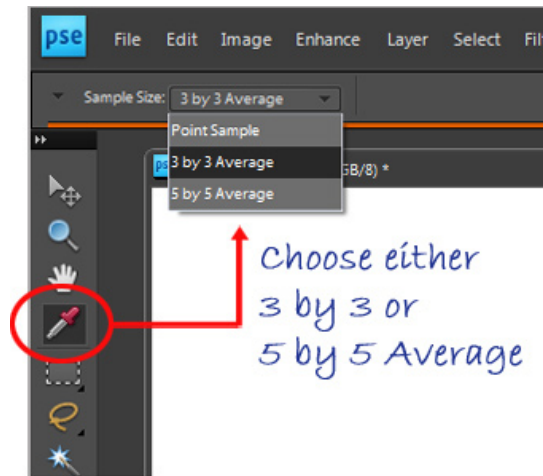 pse File Edit Image Enhance Layer Select
Sample Size: 3 by 3 Average
Point Sample
3 by 3 Average
GB/8) *
5 by 5 Average
Choose either
3 by 3 or
5 by 5 Average